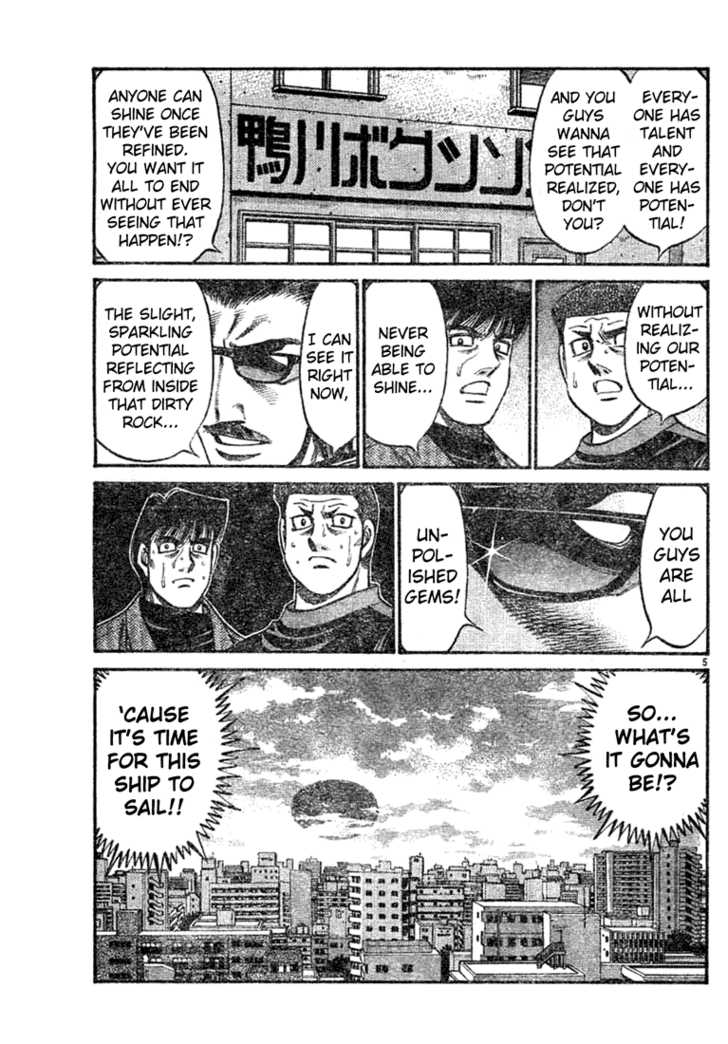 EVERY-
ONE HAS
TALENT
AND
EVERY-
ONE HAS
POTEN-
TIAL!
AND YOU
GUYS
WANNA
SEE THAT
POTENTIAL
REALIZED,
DON'T
YOU?
鴨川ボクシン
ANYONE CAN
SHINE ONCE
THEY'VE BEEN
REFINED.
YOU WANT IT
ALL TO END
WITHOUT EVER
SEEING THAT
HAPPEN!?
WITHOUT
REALIZ-
ING OUR
POTEN-
TIAL...
NEVER
BEING
ABLE TO
SHINE...
I CAN
SEE IT
RIGHT
NOW,
THE SLIGHT,
SPARKLING
POTENTIAL
REFLECTING
FROM INSIDE
THAT DIRTY
ROCK...
YOU
GUYS
ARE
ALL
UN-
POL-
ISHED
GEMS!
5
SO...
WHAT'S
IT GONNA
BE!?
'CAUSE
IT'S TIME
FOR THIS
SHIP TO
SAIL!!